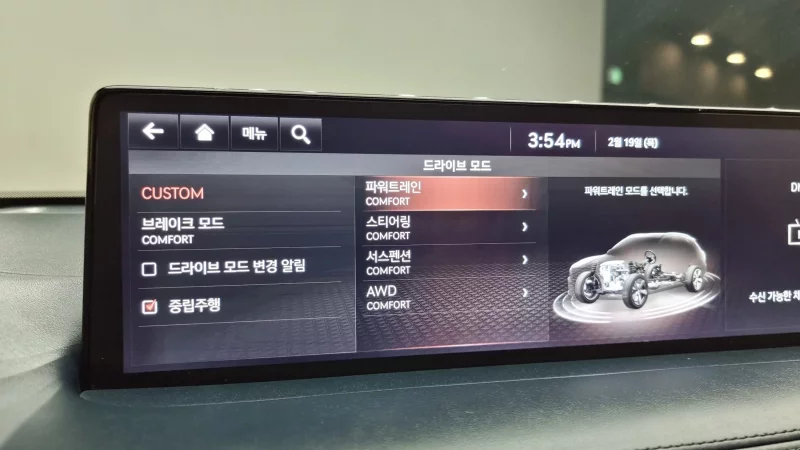 메뉴
3:54PM
2월 19일 (목)
드라이브 모드
CUSTOM
브레이크 모드
COMFORT
드라이브 모드 변경 알림
중립주행
파워트레인
COMFORT
스티어링
COMFORT
서스펜션
COMFORT
AWD
COMFORT
파워트레인 모드를 선택합니다.
수신 가능한